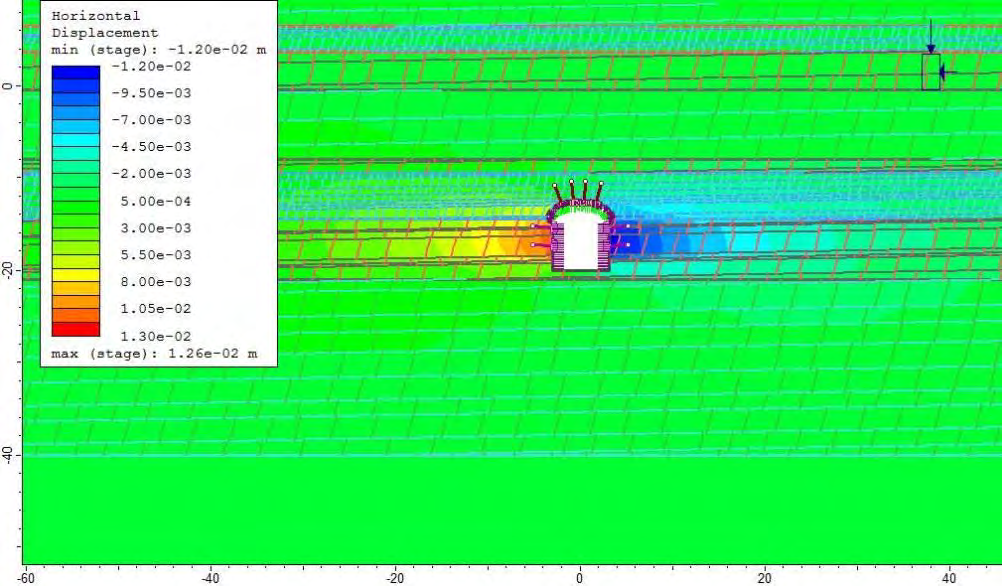 Horizontal
Displacement
min (stage): -1.20e-02 m
-1.20e-02
-9.50e-03
-7.00e-03
-4.50e-03
-2.00e-03
5.00e-04
3.00e-03
5.50e-03
8.00e-03
1.05e-02
1.30e-02
max (stage): 1.26e-02 m
0
-20
-40
-60 -40 -20 0 20 40